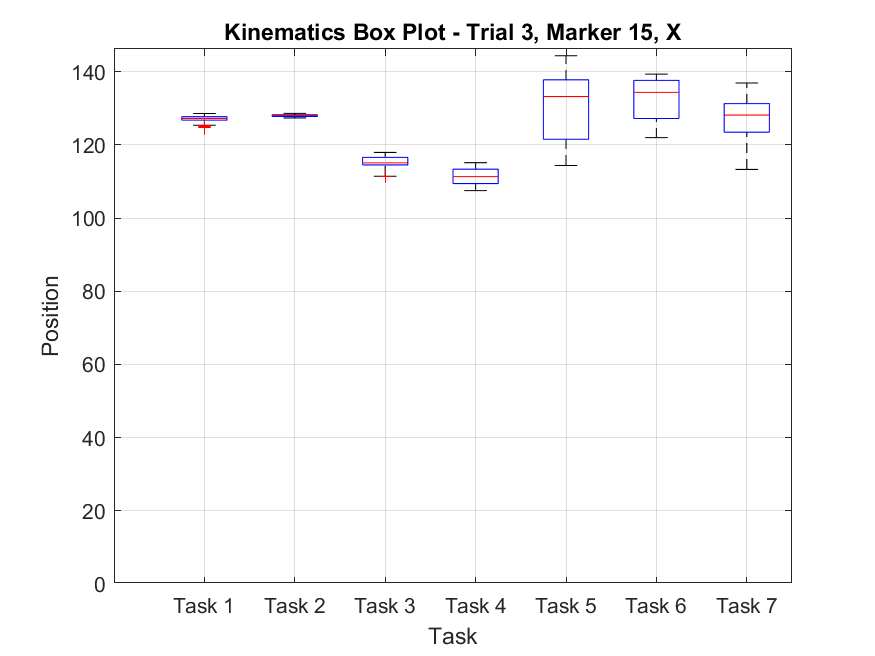 Kinematics Box Plot - Trial 3, Marker 15, X
140
120
100
80
60
40
20
0
Position
Task 1 Task 2 Task 3 Task 4 Task 5 Task 6 Task 7
Task